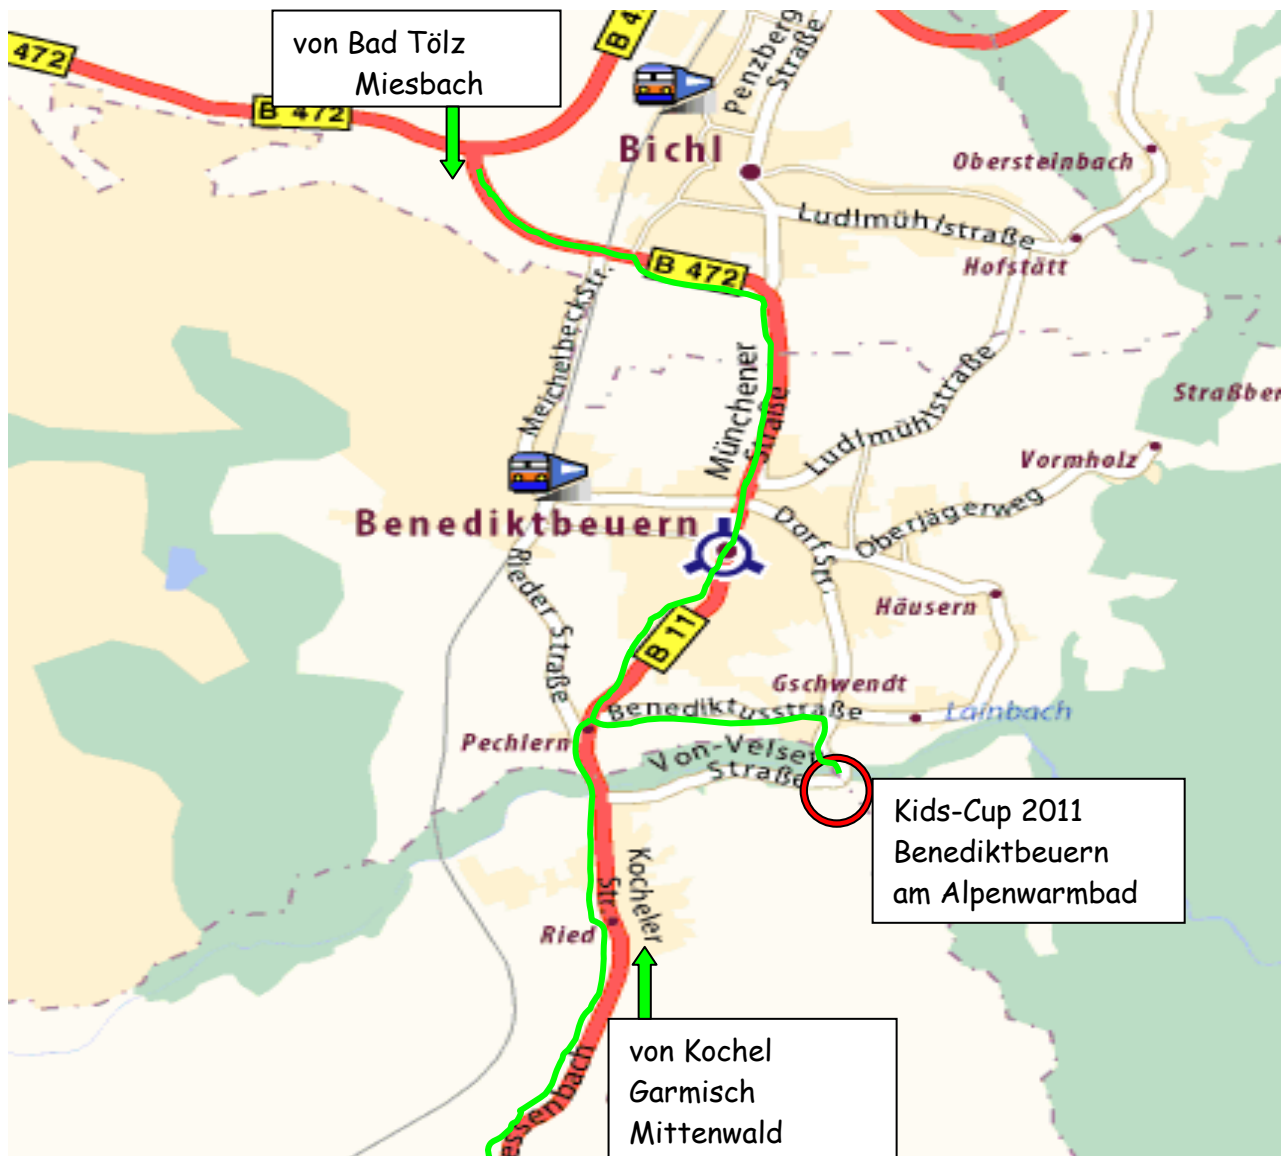 von Bad Tölz
Miesbach
472
B 4
B 472
Penzberg
Straße
Bichl
Obersteinbach
Ludlmühlstraße
Hofstätt
B 472
Meichelbeckstr.
Münchener
Straße
Ludlmühlstraße
Straßber
Vormholz
Benediktbeuern
Dorfstr.
Oberjägerweg
Rieder Straße
Häusern
B 11
Gschwendt
Benediktusstraße
Lainbach
Pechlern
Von-Velsen
Straße
Kids-Cup 2011
Benediktbeuern
am Alpenwarmbad
Kocheler
Str.
Ried
von Kochel
Garmisch
Mittenwald
essenbach